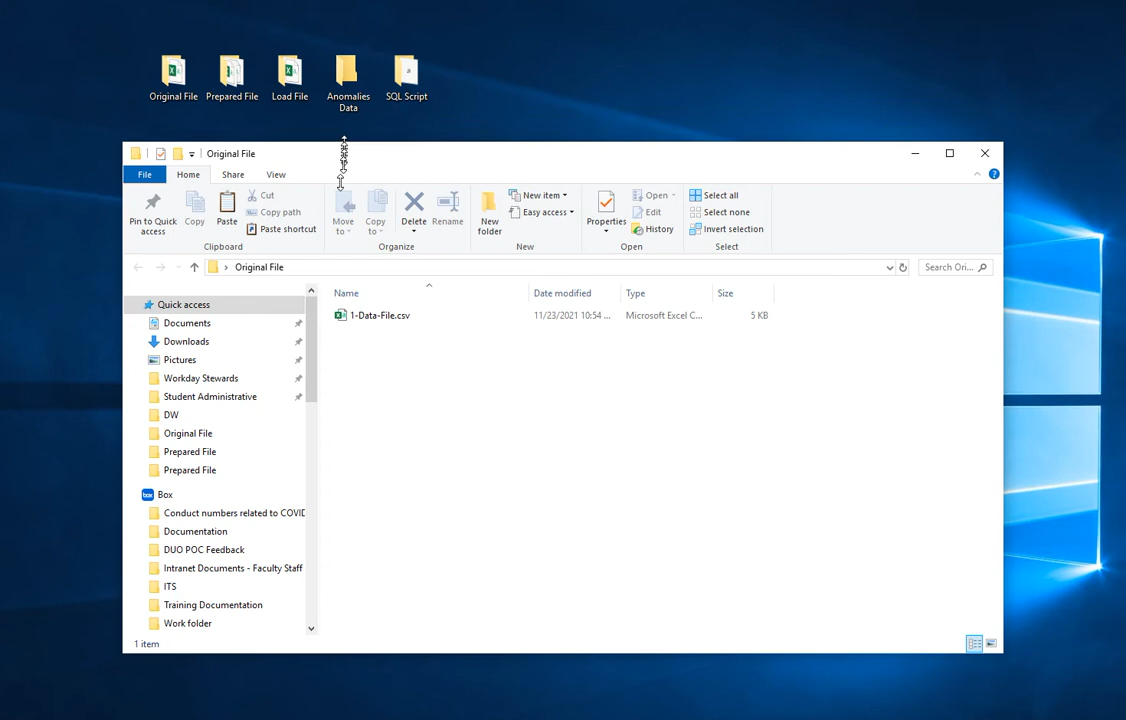 Original File Prepared File Load File Anomalies Data SQL Script
Original File
File Home Share View
Pin to Quick access Copy Paste Cut Copy path Paste shortcut Move to Copy to Delete Rename New folder New item Easy access Properties Open Edit History Select all Select none Invert selection
Clipboard Organize New Open Select
Original File Search Ori...
Name Date modified Type Size
1-Data-File.csv 11/23/2021 10:54 ... Microsoft Excel C... 5 KB
Quick access
Documents
Downloads
Pictures
Workday Stewards
Student Administrative
DW
Original File
Prepared File
Prepared File
box Box
Conduct numbers related to COVID
Documentation
DUO POC Feedback
Intranet Documents - Faculty Staff
ITS
Training Documentation
Work folder
1 item